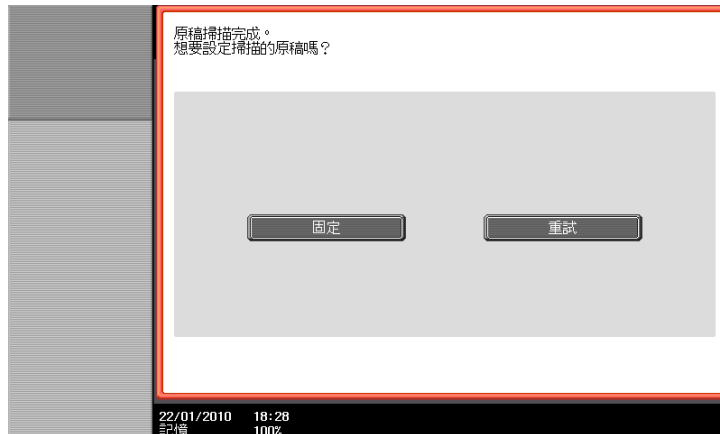 原稿掃描完成。
想要設定掃描的原稿嗎？
固定
重試
22/01/2010 18:28
記憶 100%